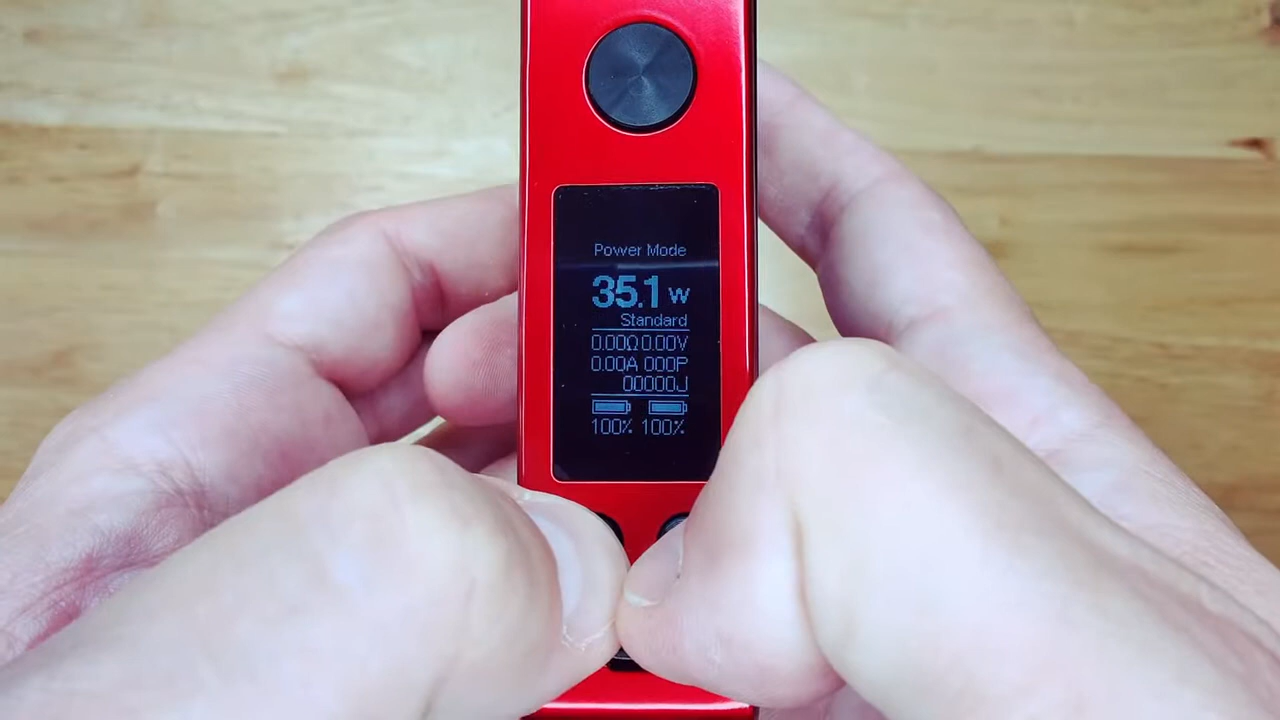 Power Mode
35.1 W
Standard
0.00Ω 0.00V
0.00A 000P
00000J
100% 100%